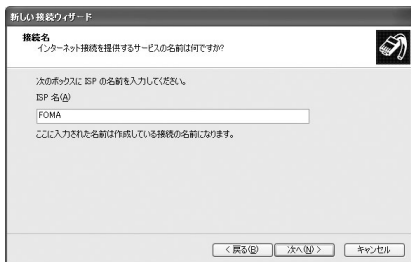 新しい接続ウィザード
接続名
インターネット接続を提供するサービスの名前は何ですか?
次のボックスに ISP の名前を入力してください。
ISP 名(A)
FOMA
ここに入力された名前は作成している接続の名前になります。
< 戻る(B) 次へ(N) > キャンセル